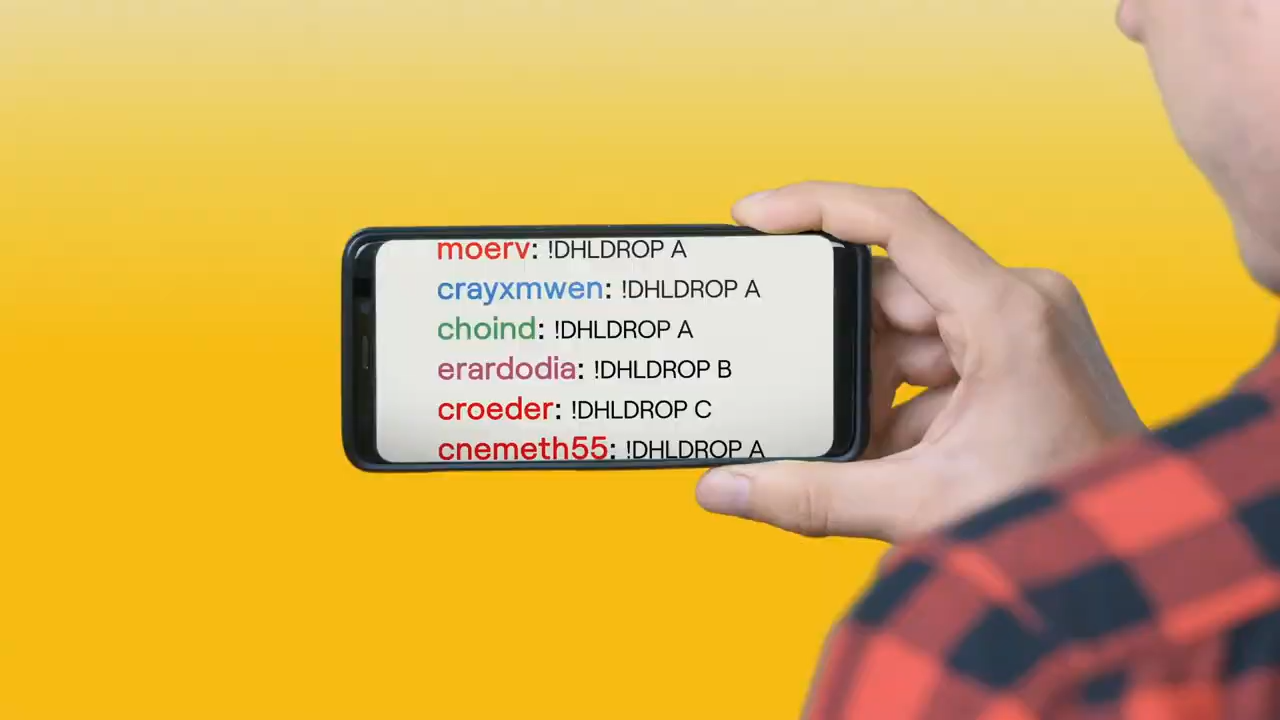 moerv: !DHLDROP A
crayxmwen: !DHLDROP A
choind: !DHLDROP A
erardodia: !DHLDROP B
croeder: !DHLDROP C
cnemeth55: !DHLDROP A